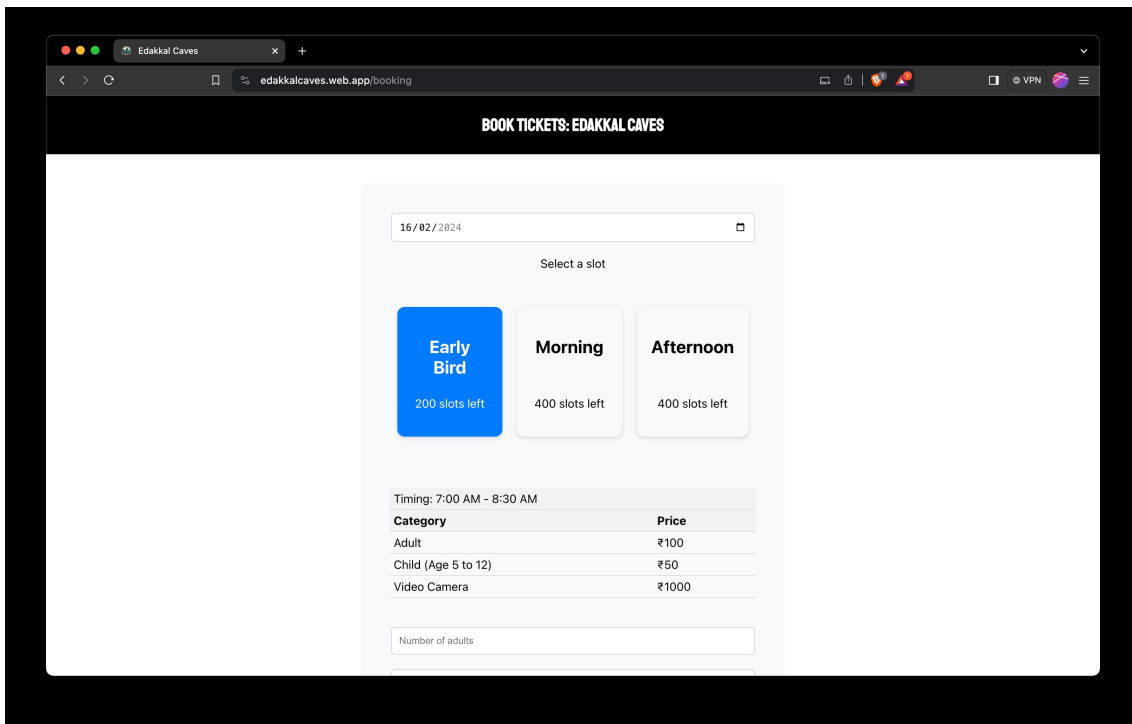 Edakkal Caves
edakkalcaves.web.app/booking
VPN
BOOK TICKETS: EDAKKAL CAVES
16/02/2024
Select a slot
Early
Bird
200 slots left
Morning
400 slots left
Afternoon
400 slots left
Timing: 7:00 AM - 8:30 AM
Category Price
Adult ₹100
Child (Age 5 to 12) ₹50
Video Camera ₹1000
Number of adults